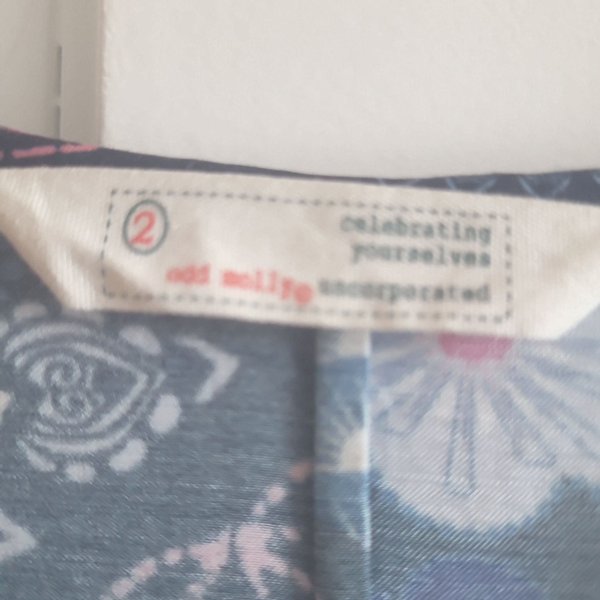 2
celebrating
yourselves
odd molly® uncorporated